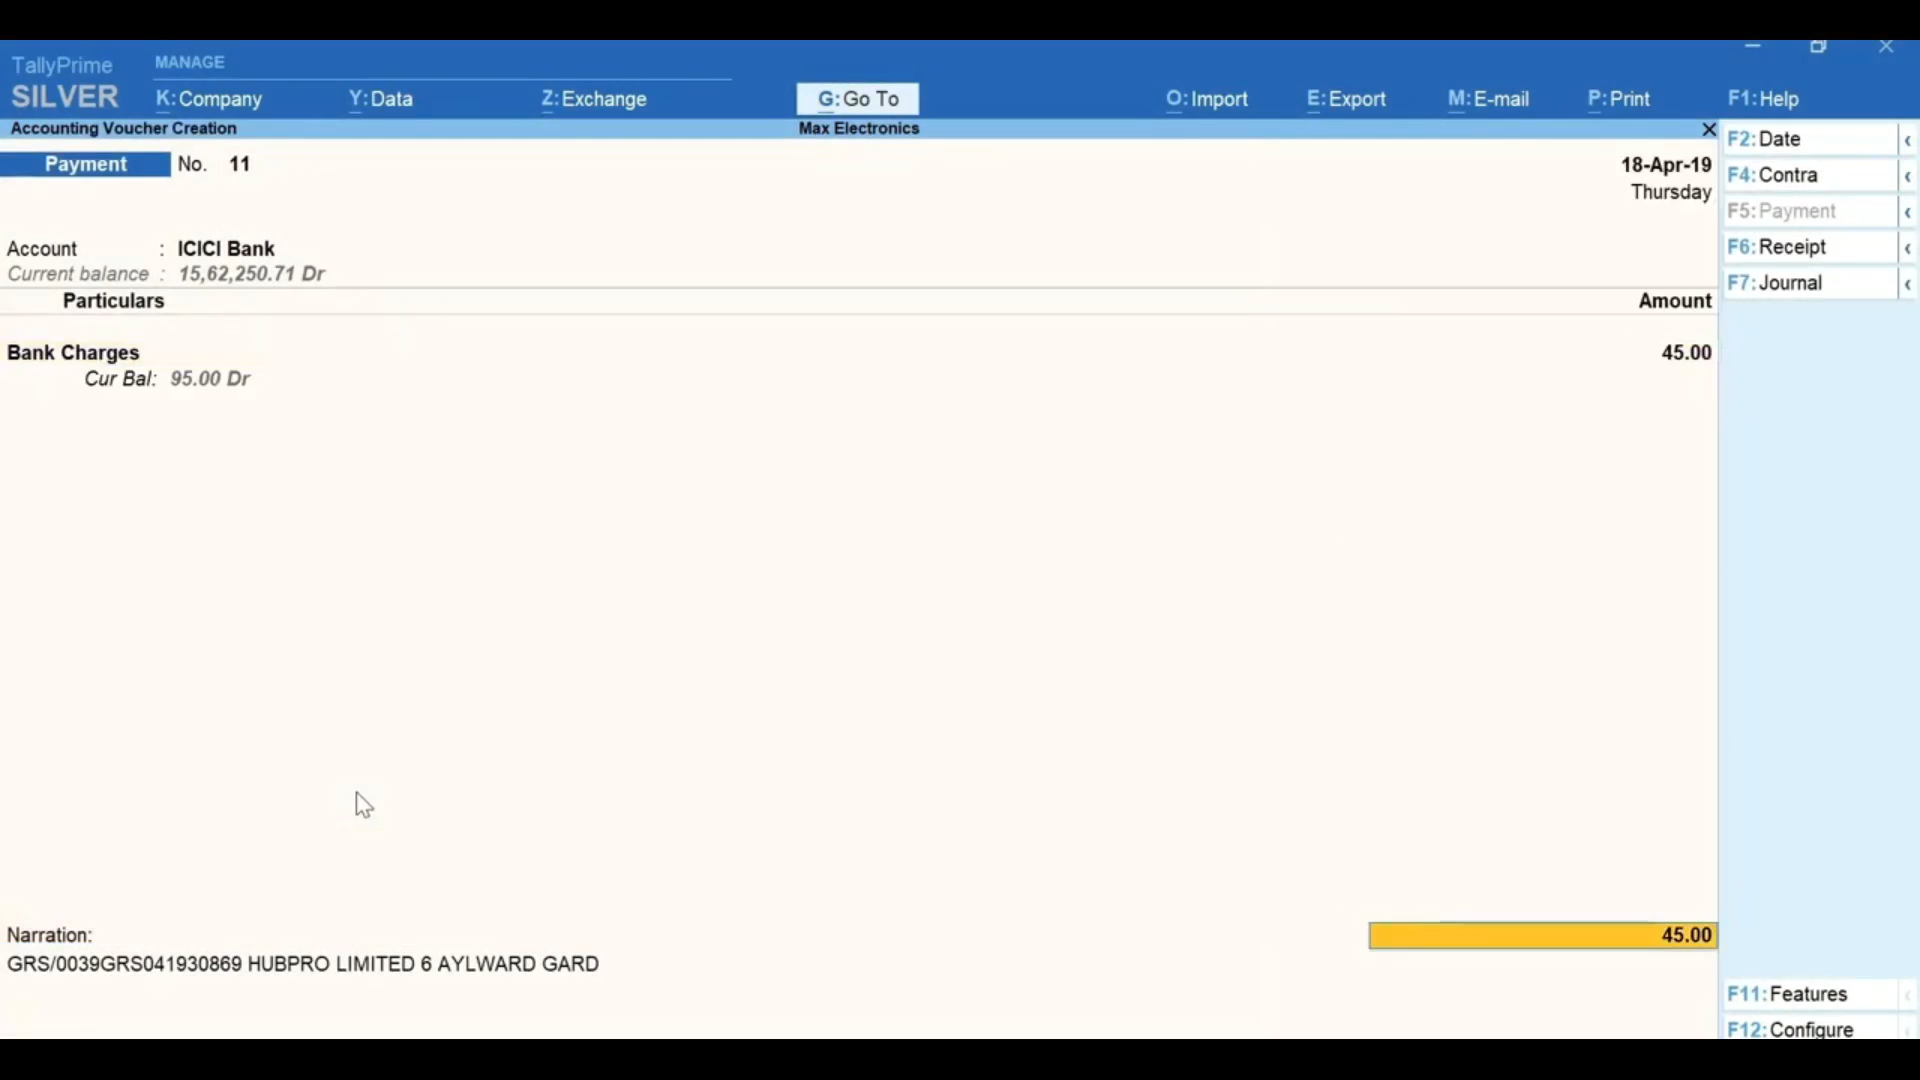 TallyPrime
MANAGE
SILVER
K:Company
Y:Data
Z:Exchange
G:Go To
O:Import
E:Export
M:E-mail
P:Print
F1:Help
Accounting Voucher Creation
Max Electronics
F2:Date
Payment No. 11
18-Apr-19
Thursday
F4:Contra
F5:Payment
F6:Receipt
F7:Journal
Account : ICICI Bank
Current balance : 15,62,250.71 Dr
Particulars
Amount
Bank Charges
45.00
Cur Bal: 95.00 Dr
Narration:
45.00
GRS/0039GRS041930869 HUBPRO LIMITED 6 AYLWARD GARD
F11:Features
F12:Configure